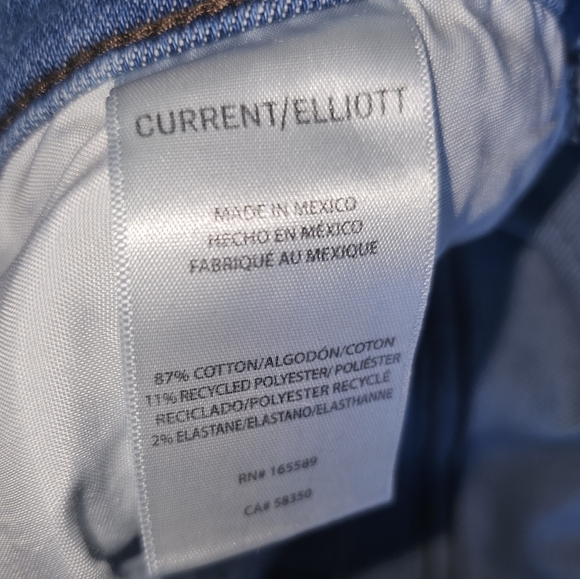 CURRENT/ELLIOTT
MADE IN MEXICO
HECHO EN MÉXICO
FABRIQUÉ AU MEXIQUE
87% COTTON/ALGODÓN/COTON
11% RECYCLED POLYESTER/ POLIÉSTER
RECICLADO/POLYESTER RECYCLÉ
2% ELASTANE/ELASTANO/ELASTHANNE
RN# 165589
CA# 58350